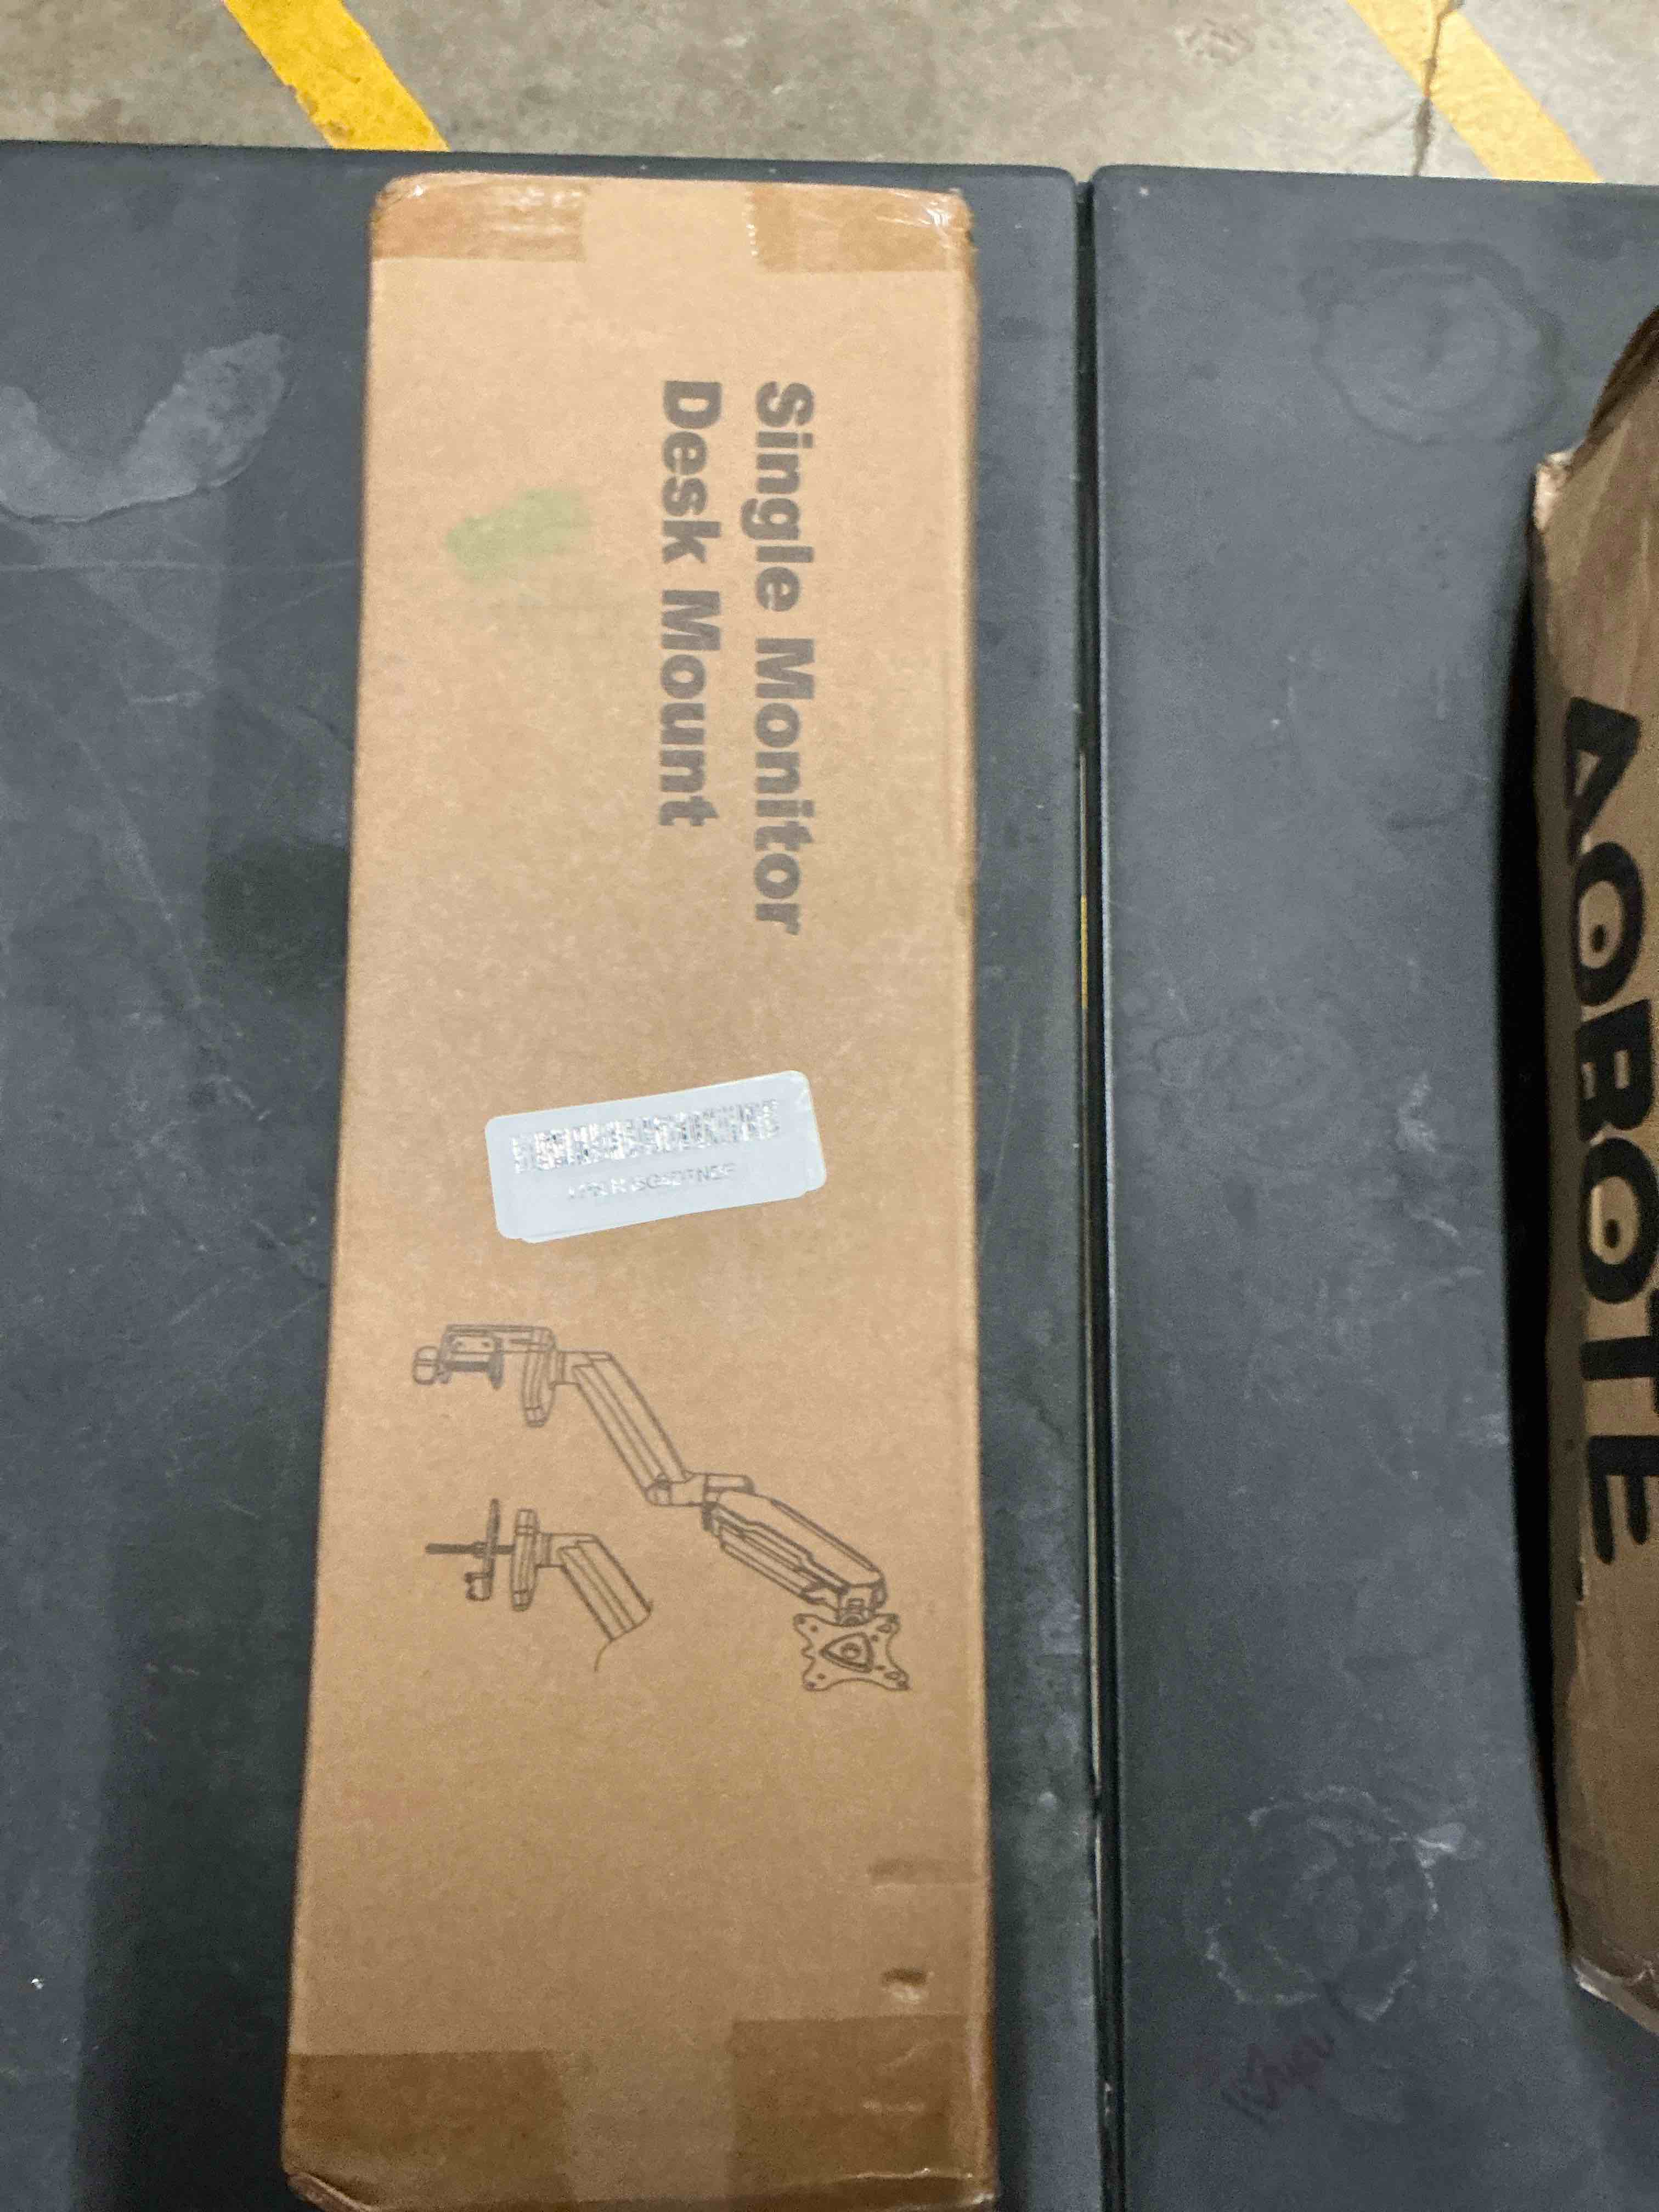 Single Monitor
Desk Mount
AOBOTE